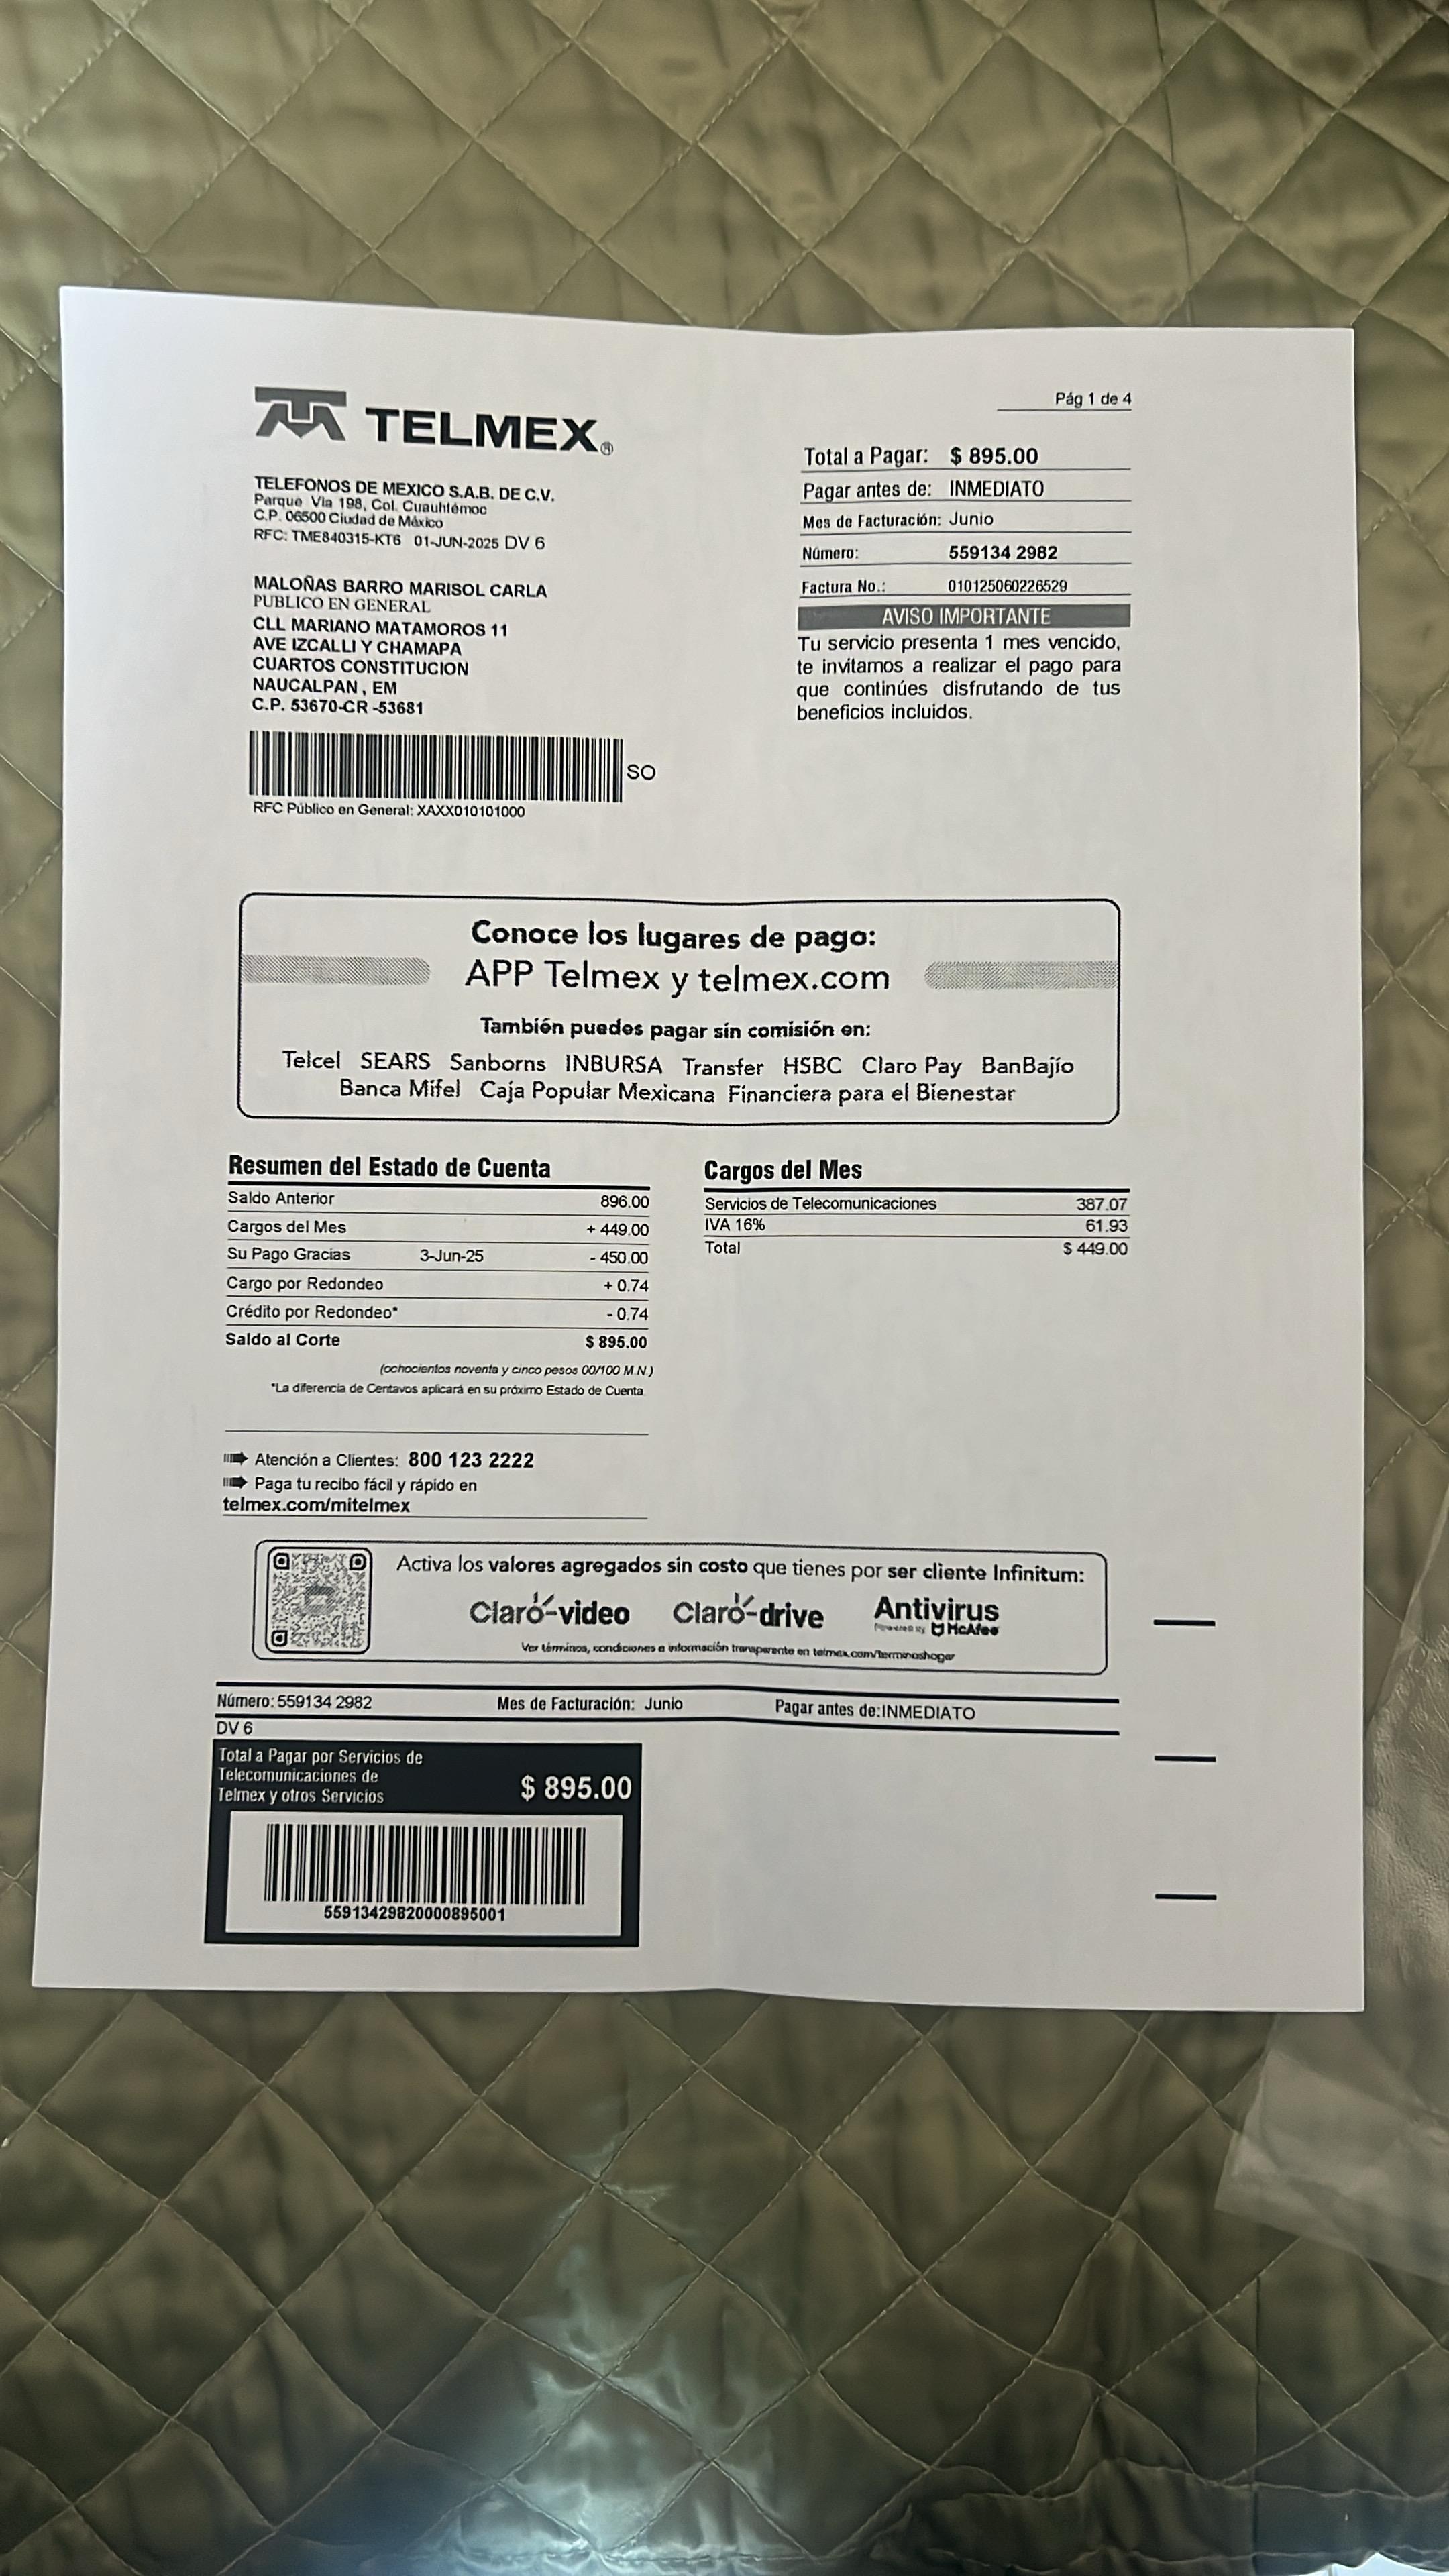 TELMEX®
TELEFONOS DE MEXICO S.A.B. DE C.V.
Parque Via 198, Col. Cuauhtémoc
C.P. 06500 Ciudad de México
RFC: TME840315-KT6 01-JUN-2025 DV 6
MALOÑAS BARRO MARISOL CARLA
PUBLICO EN GENERAL
CLL MARIANO MATAMOROS 11
AVE IZCALLI Y CHAMAPA
CUARTOS CONSTITUCION
NAUCALPAN , EM
C.P. 53670-CR -53681
SO
RFC Público en General: XAXX010101000
Pág 1 de 4
Total a Pagar: $ 895.00
Pagar antes de: INMEDIATO
Mes de Facturación: Junio
Número: 559134 2982
Factura No.: 010125060226529
AVISO IMPORTANTE
Tu servicio presenta 1 mes vencido,
te invitamos a realizar el pago para
que continúes disfrutando de tus
beneficios incluidos.
Conoce los lugares de pago:
APP Telmex y telmex.com
También puedes pagar sin comisión en:
Telcel SEARS Sanborns INBURSA Transfer HSBC Claro Pay BanBajío
Banca Mifel Caja Popular Mexicana Financiera para el Bienestar
Resumen del Estado de Cuenta
Saldo Anterior 896.00
Cargos del Mes + 449.00
Su Pago Gracias 3-Jun-25 - 450.00
Cargo por Redondeo + 0.74
Crédito por Redondeo* - 0.74
Saldo al Corte $ 895.00
(ochocientos noventa y cinco pesos 00/100 M.N.)
*La diferencia de Centavos aplicará en su próximo Estado de Cuenta.
Cargos del Mes
Servicios de Telecomunicaciones 387.07
IVA 16% 61.93
Total $ 449.00
Atención a Clientes: 800 123 2222
Paga tu recibo fácil y rápido en
telmex.com/mitelmex
Activa los valores agregados sin costo que tienes por ser cliente Infinitum:
Claro-video Claro-drive Antivirus
Powered by McAfee
Ver términos, condiciones e información transparente en telmex.com/terminoshogar
Número: 559134 2982 Mes de Facturación: Junio Pagar antes de:INMEDIATO
DV 6
Total a Pagar por Servicios de
Telecomunicaciones de
Telmex y otros Servicios
$ 895.00
55913429820000895001